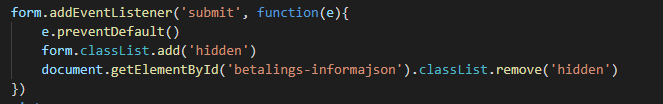 form.addEventListener('submit', function(e){
    e.preventDefault()
    form.classList.add('hidden')
    document.getElementById('betalings-informajson').classList.remove('hidden')
})